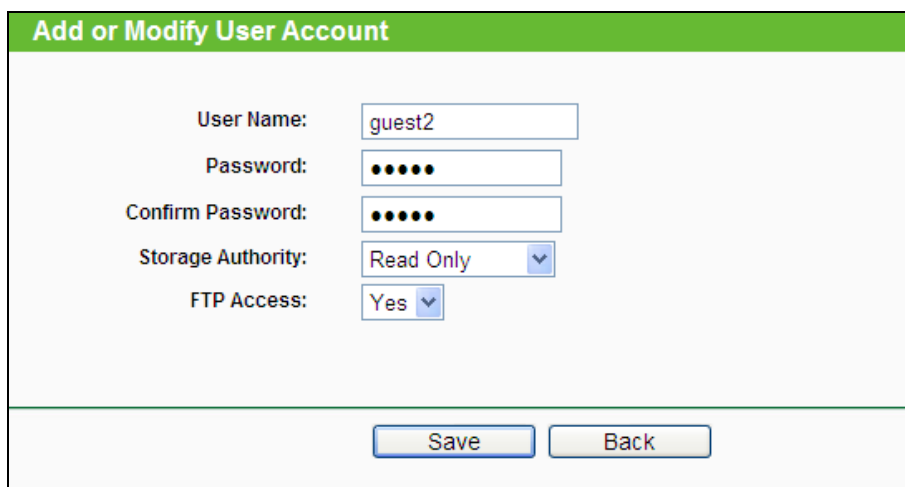 Add or Modify User Account
User Name: guest2
Password: •••••
Confirm Password: •••••
Storage Authority: Read Only
FTP Access: Yes
Save Back